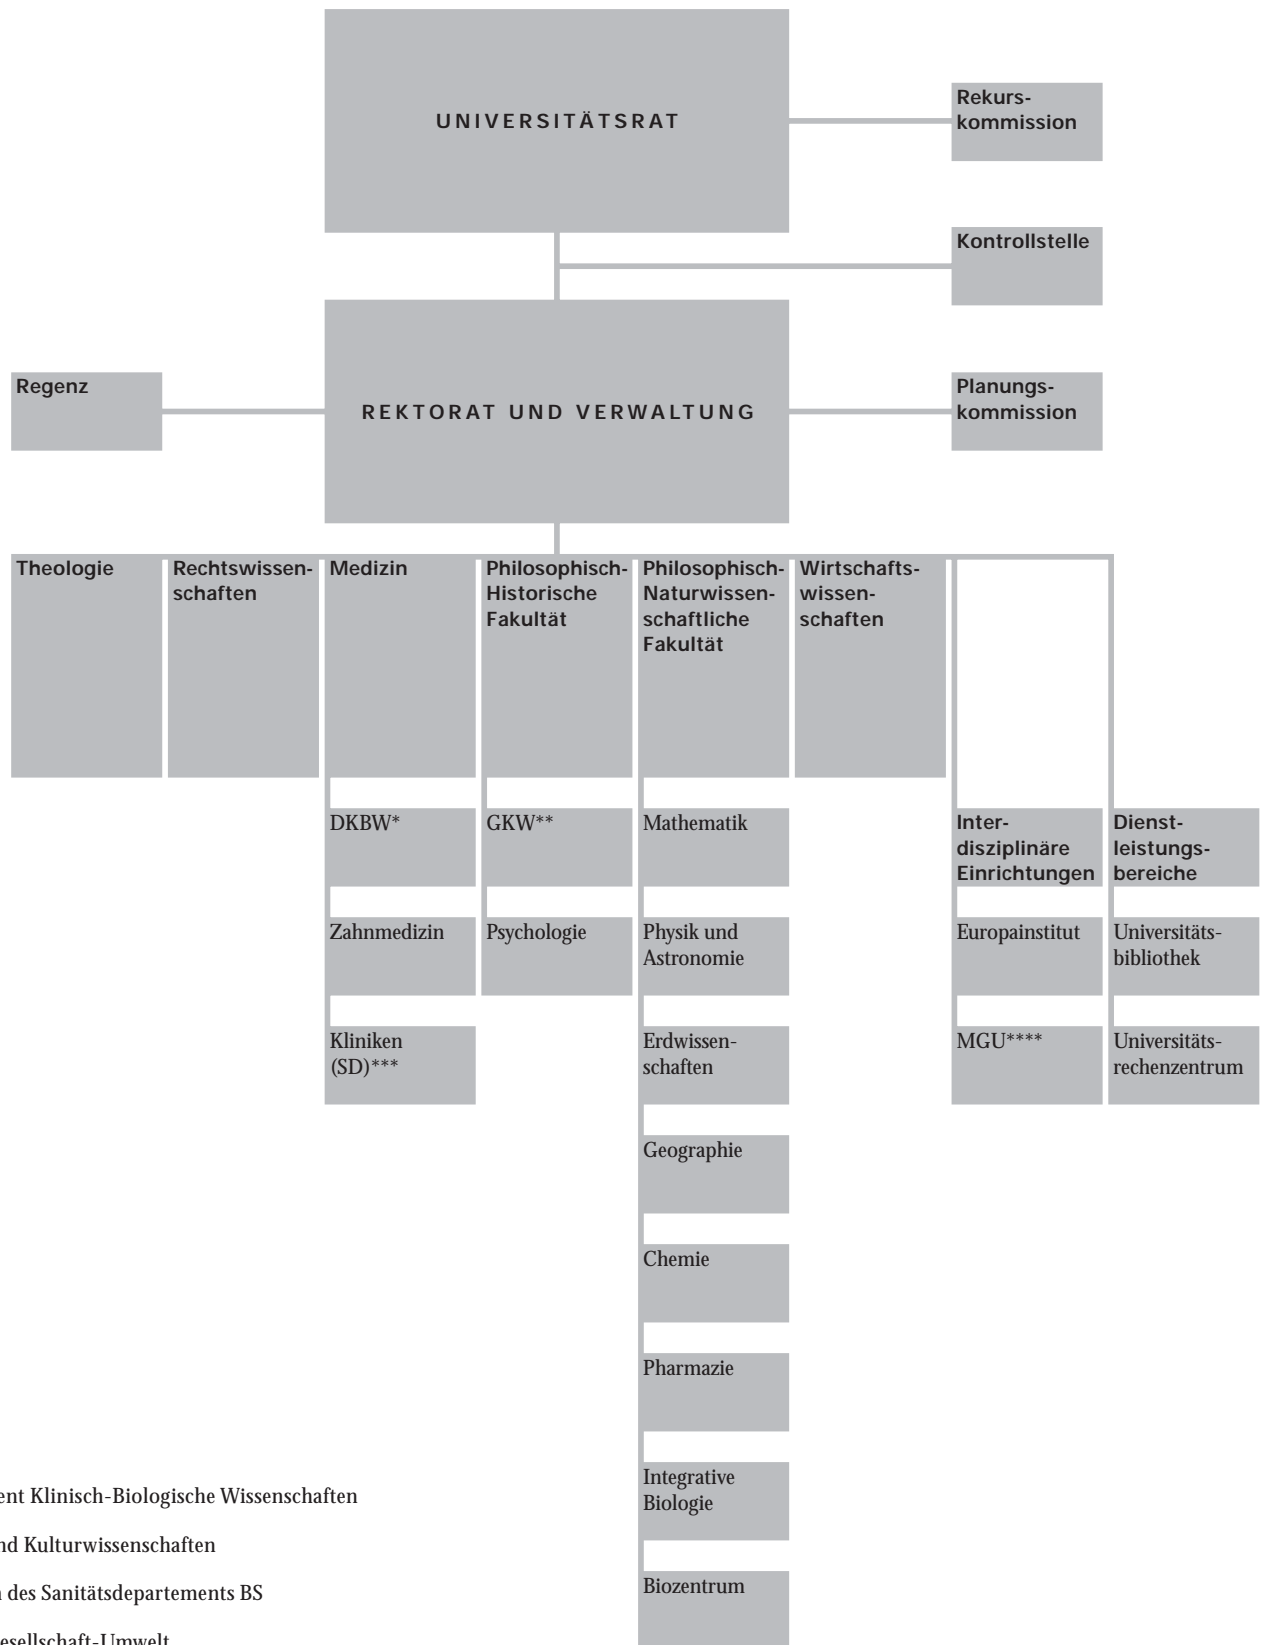 UNIVERSITÄTSRAT
Rekurs-
kommission
Kontrollstelle
Regenz
REKTORAT UND VERWALTUNG
Planungs-
kommission
Theologie
Rechtswissen-
schaften
Medizin
Philosophisch-
Historische
Fakultät
Philosophisch-
Naturwissen-
schaftliche
Fakultät
Wirtschafts-
wissen-
schaften
DKBW*
Zahnmedizin
Kliniken
(SD)***
GKW**
Psychologie
Mathematik
Physik und
Astronomie
Erdwissen-
schaften
Geographie
Chemie
Pharmazie
Integrative
Biologie
Biozentrum
Inter-
disziplinäre
Einrichtungen
Europainstitut
MGU****
Dienst-
leistungs-
bereiche
Universitäts-
bibliothek
Universitäts-
rechenzentrum
Klinisch-Biologische Wissenschaften
Kulturwissenschaften
des Sanitätsdepartements BS
esellschaft-Umwelt